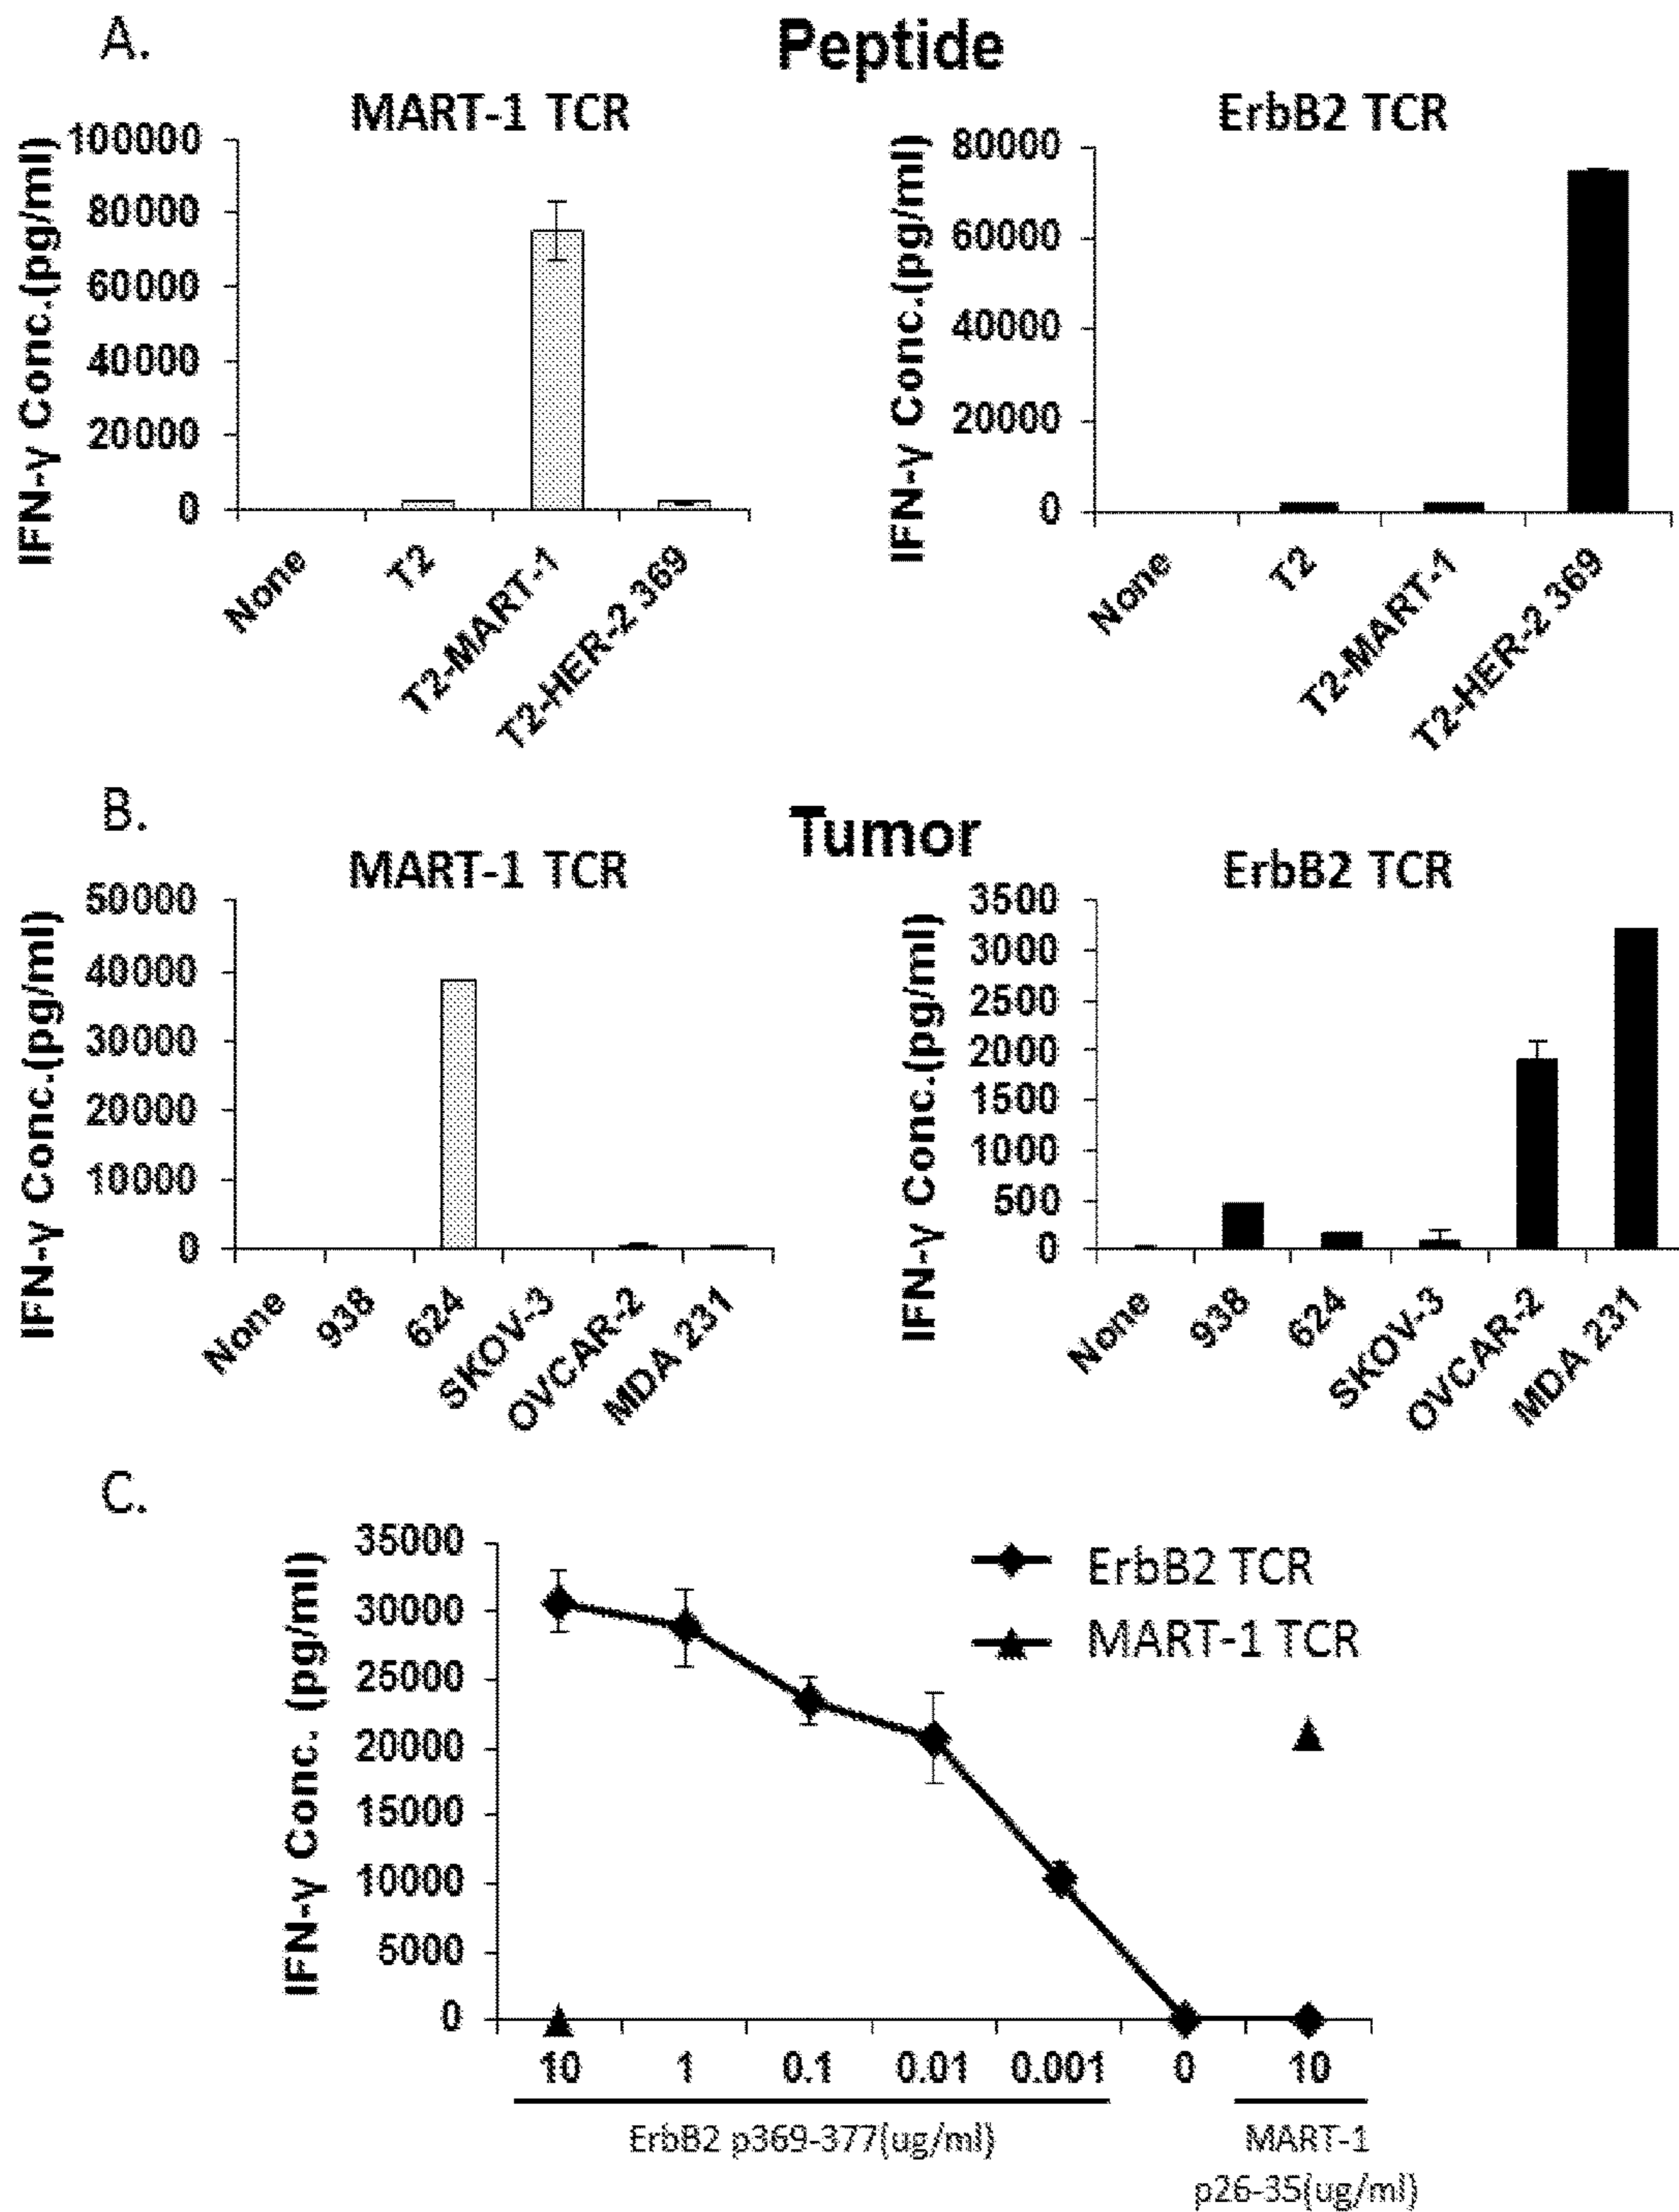 A.
Peptide
MART-1 TCR
IFN-γ Conc.(pg/ml)
100000
80000
60000
40000
20000
0
None
T2
T2-MART-1
T2-HER-2 369
ErbB2 TCR
IFN-γ Conc.(pg/ml)
80000
60000
40000
20000
0
None
T2
T2-MART-1
T2-HER-2 369
B.
Tumor
MART-1 TCR
IFN-γ Conc.(pg/ml)
50000
40000
30000
20000
10000
0
None
938
624
SKOV-3
OVCAR-2
MDA 231
ErbB2 TCR
IFN-γ Conc.(pg/ml)
3500
3000
2500
2000
1500
1000
500
0
None
938
624
SKOV-3
OVCAR-2
MDA 231
C.
IFN-γ Conc. (pg/ml)
35000
30000
25000
20000
15000
10000
5000
0
ErbB2 TCR
MART-1 TCR
10 1 0.1 0.01 0.001 0 10
ErbB2 p369-377(ug/ml)
MART-1
p26-35(ug/ml)